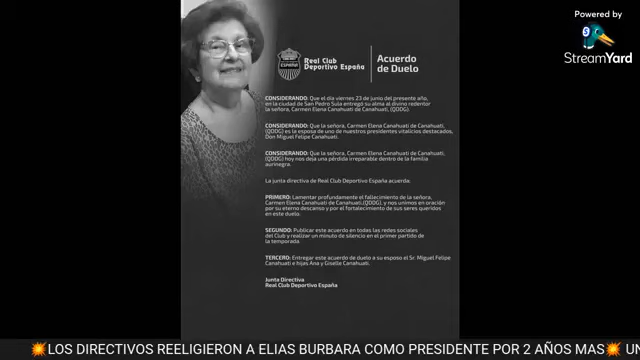 Powered by
StreamYard
ESPAÑA
Real Club
Deportivo España
Acuerdo
de Duelo
CONSIDERANDO: Que el día viernes 23 de junio del presente año,
en la ciudad de San Pedro Sula entregó su alma al divino redentor
la señora, Carmen Elena Canahuati de Canahuati, (QDDG).
CONSIDERANDO: Que la señora, Carmen Elena Canahuati de Canahuati,
(QDDG) es la esposa de uno de nuestros presidentes vitalicios destacados,
Don Miguel Felipe Canahuati.
CONSIDERANDO: Que la señora, Carmen Elena Canahuati de Canahuati,
(QDDG) hoy nos deja una pérdida irreparable dentro de la familia
aurinegra.
La junta directiva de Real Club Deportivo España acuerda:
PRIMERO: Lamentar profundamente el fallecimiento de la señora,
Carmen Elena Canahuati de Canahuati,(QDDG), y nos unimos en oración
por su eterno descanso y por el fortalecimiento de sus seres queridos
en este duelo.
SEGUNDO: Publicar este acuerdo en todas las redes sociales
del Club y realizar un minuto de silencio en el primer partido de
la temporada.
TERCERO: Entregar este acuerdo de duelo a su esposo el Sr. Miguel Felipe
Canahuati e hijas Ana y Giselle Canahuati.
Junta Directiva
Real Club Deportivo España
💥LOS DIRECTIVOS REELIGIERON A ELIAS BURBARA COMO PRESIDENTE POR 2 AÑOS MAS💥 UN